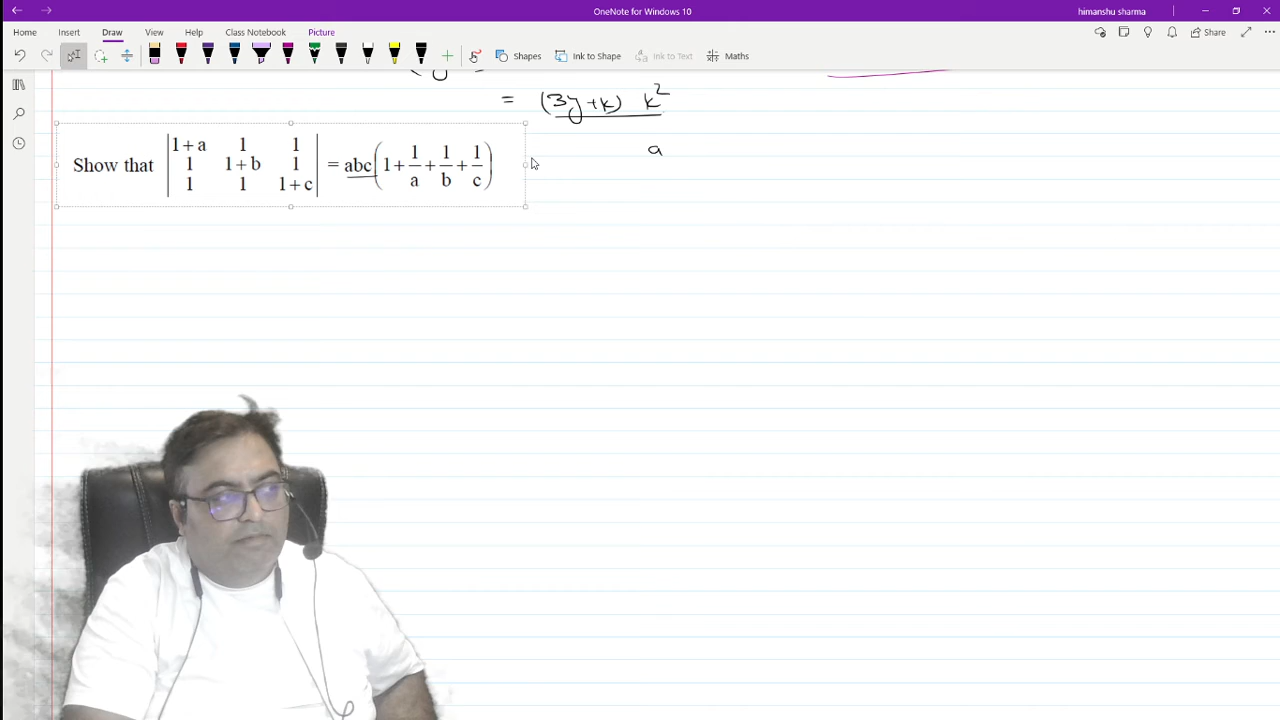 OneNote for Windows 10
himanshu sharma
Home Insert Draw View Help Class Notebook Picture
Share
Shapes Ink to Shape Ink to Text Maths
= (3y+k) k²
a
Show that |1+a 1 1| = abc(1 + 1/a + 1/b + 1/c)
|1 1+b 1|
|1 1 1+c|